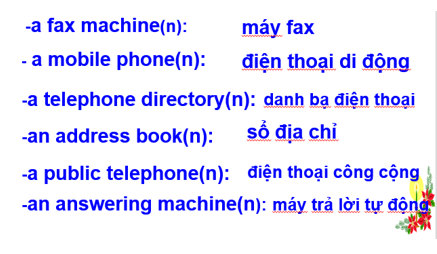 -a fax machine(n): máy fax
- a mobile phone(n): điện thoại di động
-a telephone directory(n): danh bạ điện thoại
-an address book(n): sổ địa chỉ
-a public telephone(n): điện thoại công cộng
-an answering machine(n): máy trả lời tự động